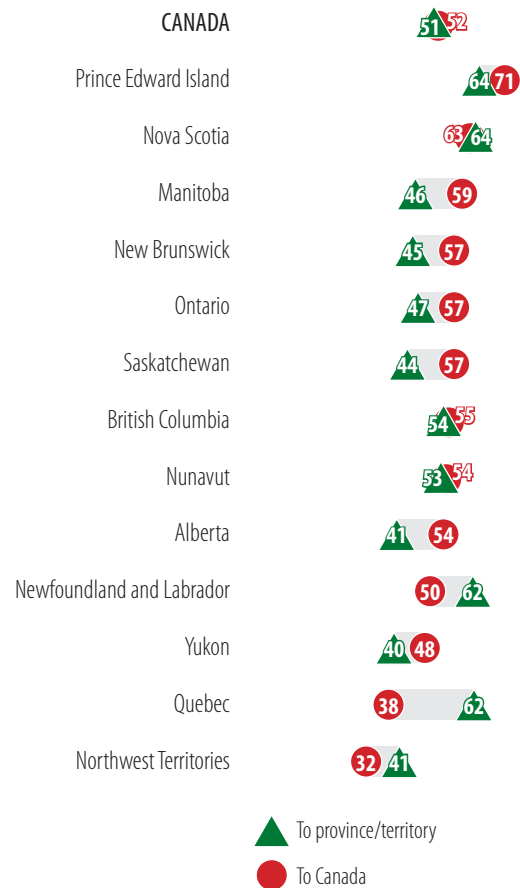 CANADA 51 52
Prince Edward Island 64 71
Nova Scotia 63 64
Manitoba 46 59
New Brunswick 45 57
Ontario 47 57
Saskatchewan 44 57
British Columbia 54 55
Nunavut 53 54
Alberta 41 54
Newfoundland and Labrador 50 62
Yukon 40 48
Quebec 38 62
Northwest Territories 32 41
To province/territory
To Canada